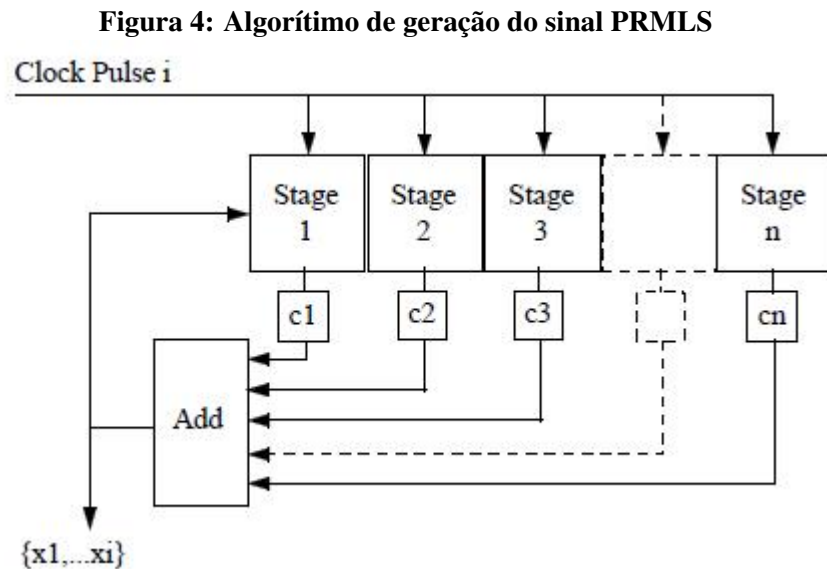 Figura 4: Algorítimo de geração do sinal PRMLS
Clock Pulse i
Stage
1
Stage
2
Stage
3
Stage
n
c1
c2
c3
cn
Add
{x1,...xi}